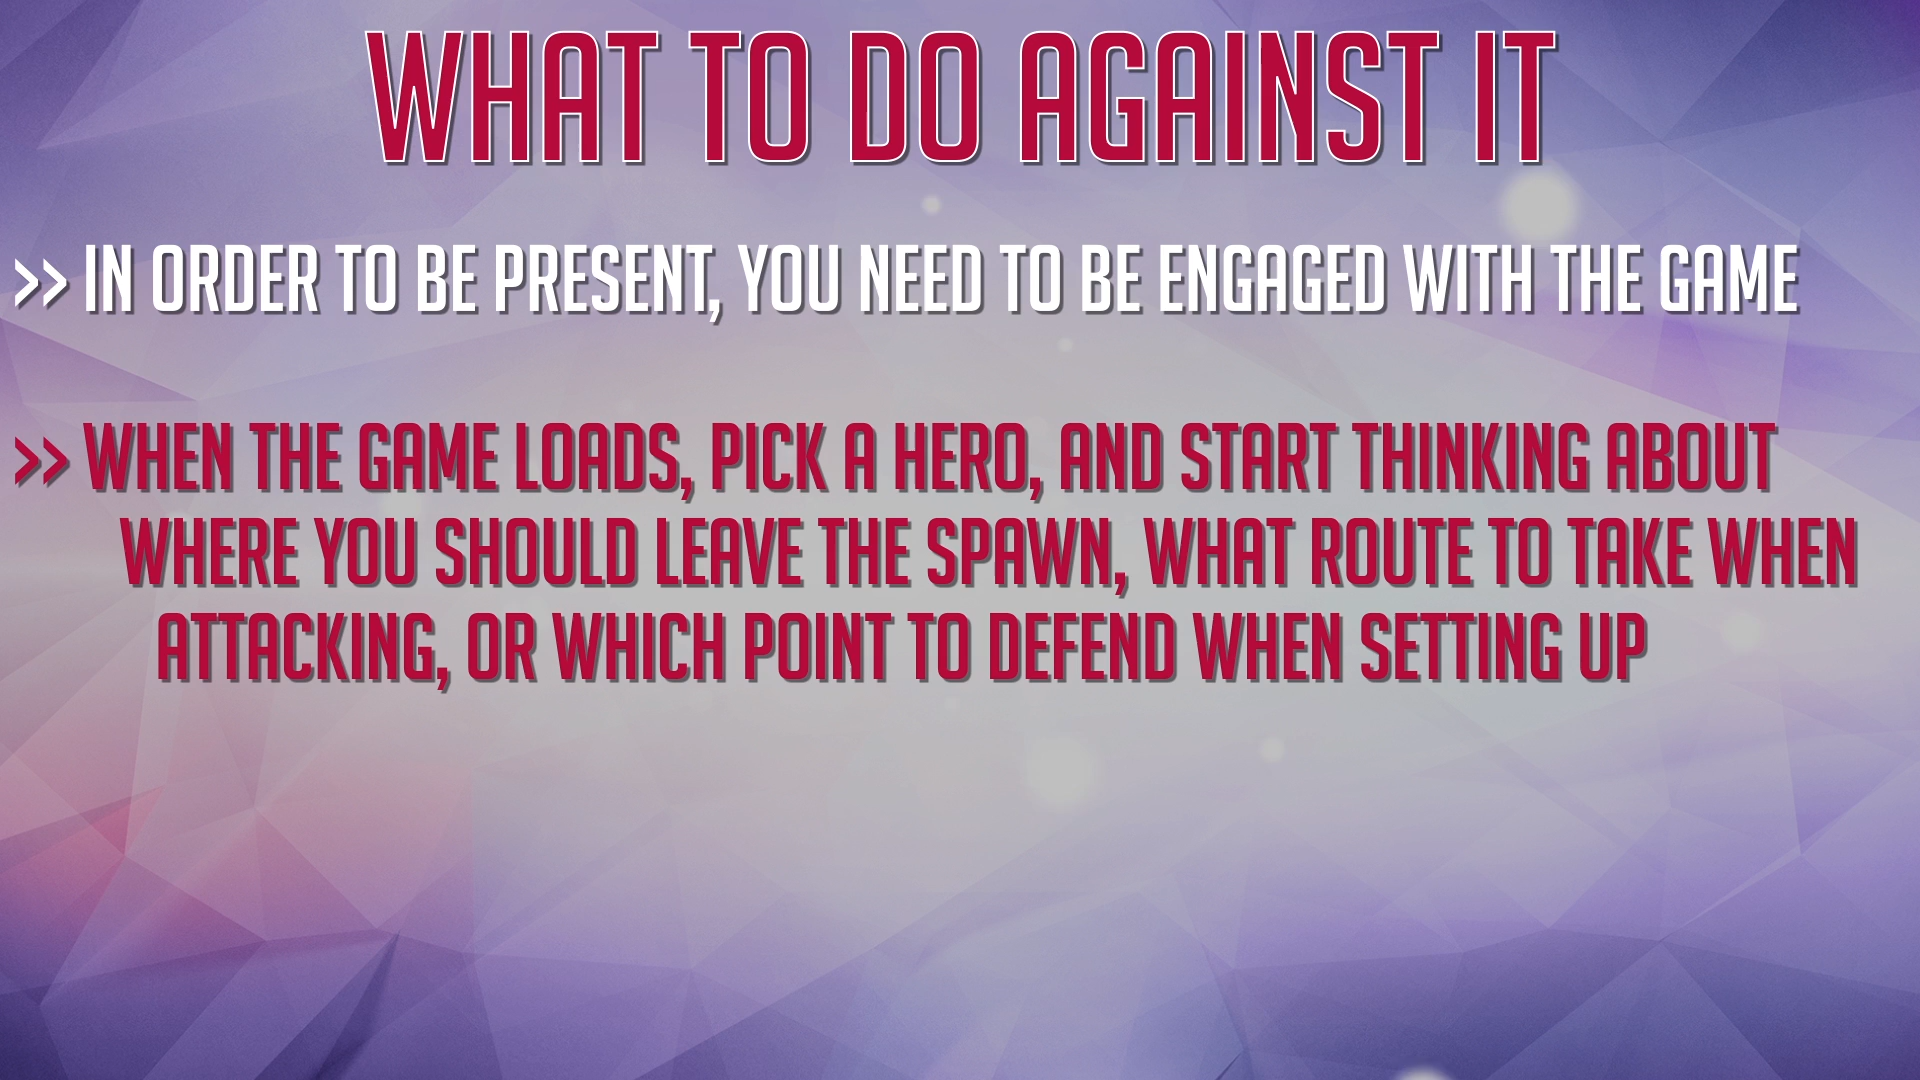 WHAT TO DO AGAINST IT
>> IN ORDER TO BE PRESENT, YOU NEED TO BE ENGAGED WITH THE GAME
>> WHEN THE GAME LOADS, PICK A HERO, AND START THINKING ABOUT
WHERE YOU SHOULD LEAVE THE SPAWN, WHAT ROUTE TO TAKE WHEN
ATTACKING, OR WHICH POINT TO DEFEND WHEN SETTING UP